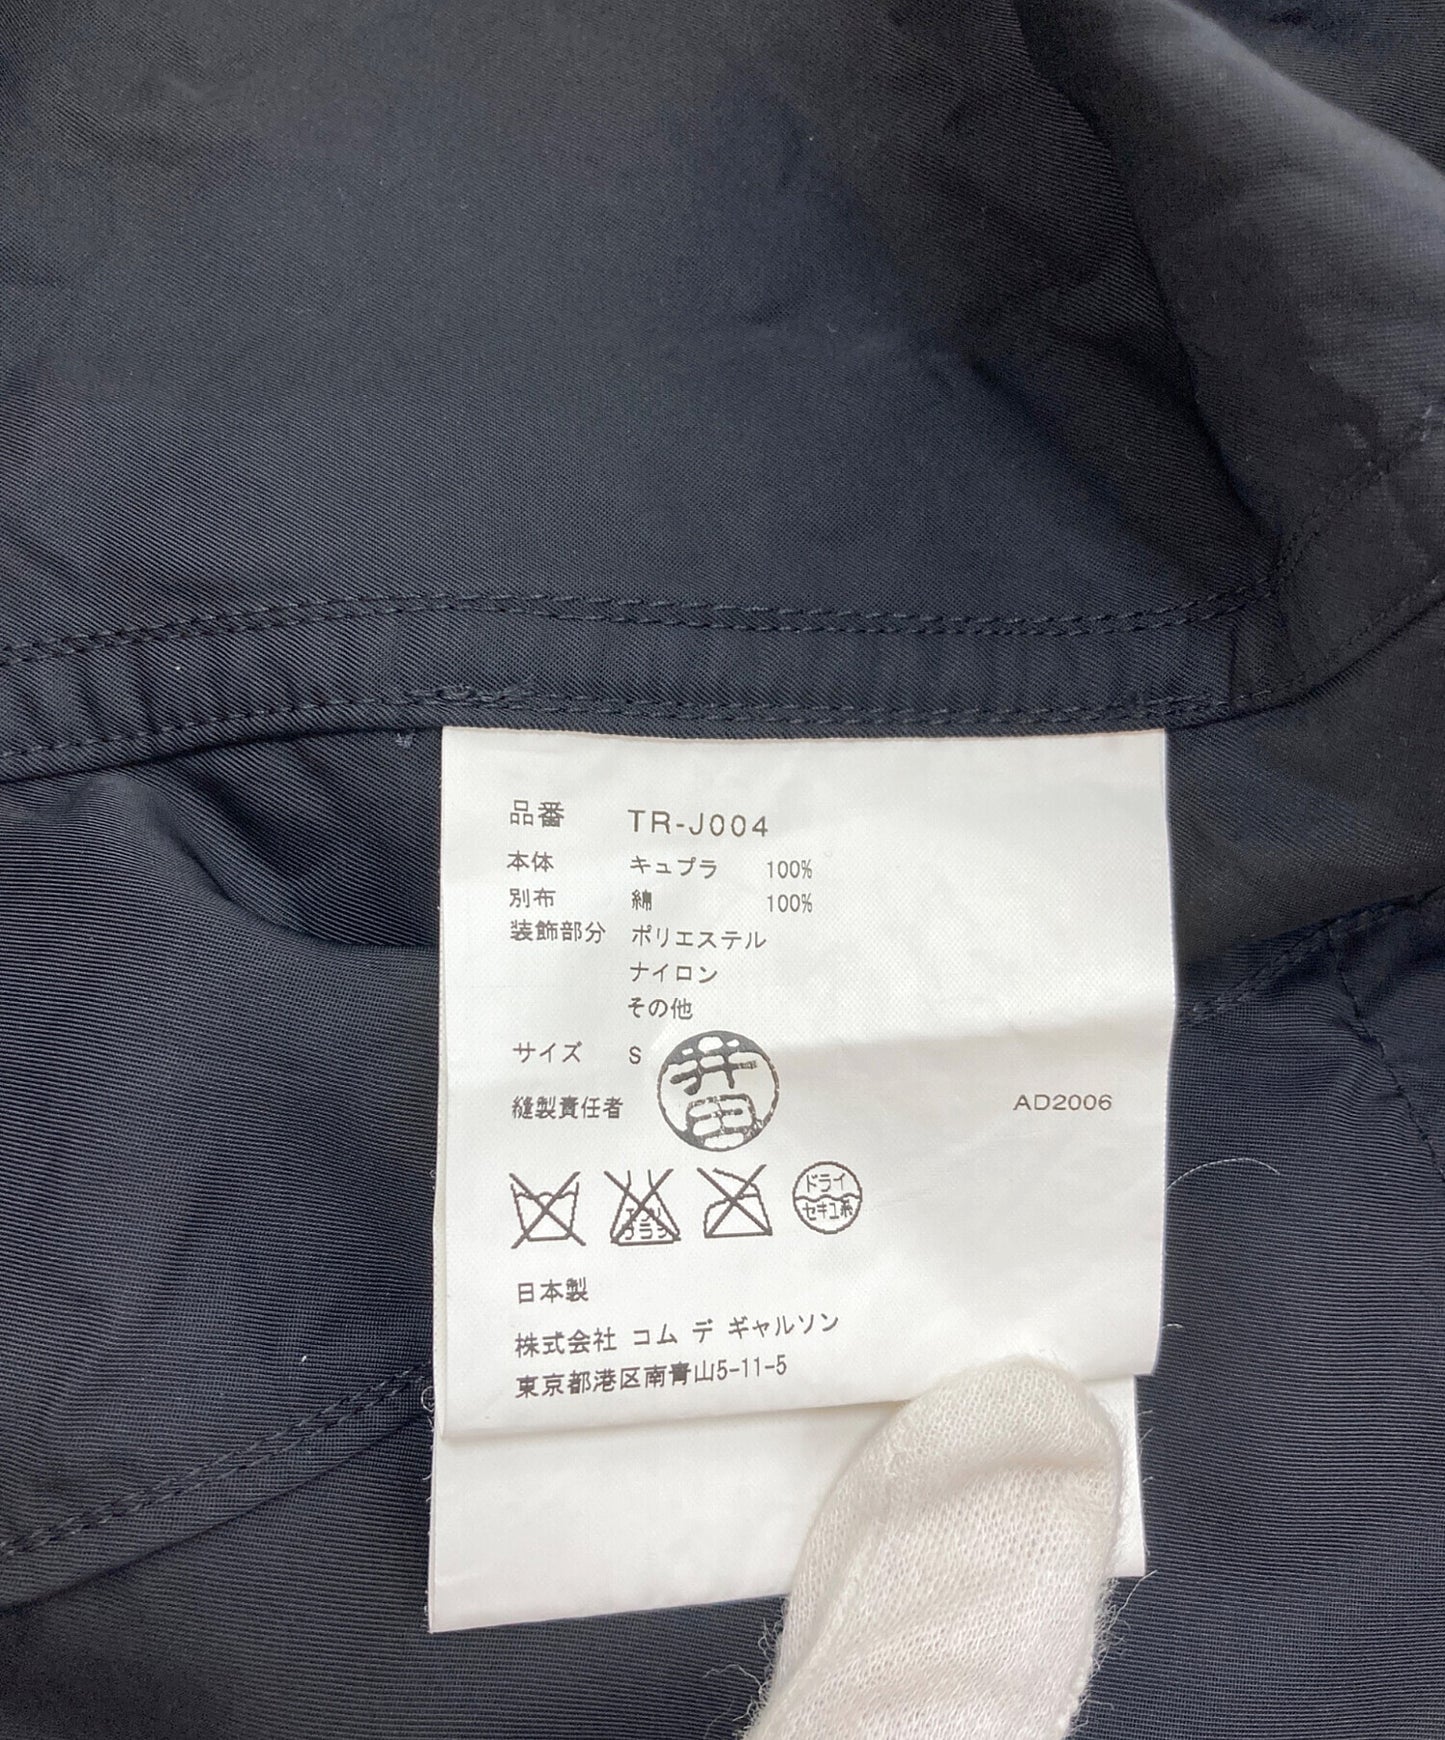 品番 TR-J004
本体 キュプラ 100%
別布 綿 100%
装飾部分 ポリエステル
ナイロン
その他
サイズ S
縫製責任者 井田
AD2006
ドライ
セキユ系
日本製
株式会社 コム デ ギャルソン
東京都港区南青山5-11-5